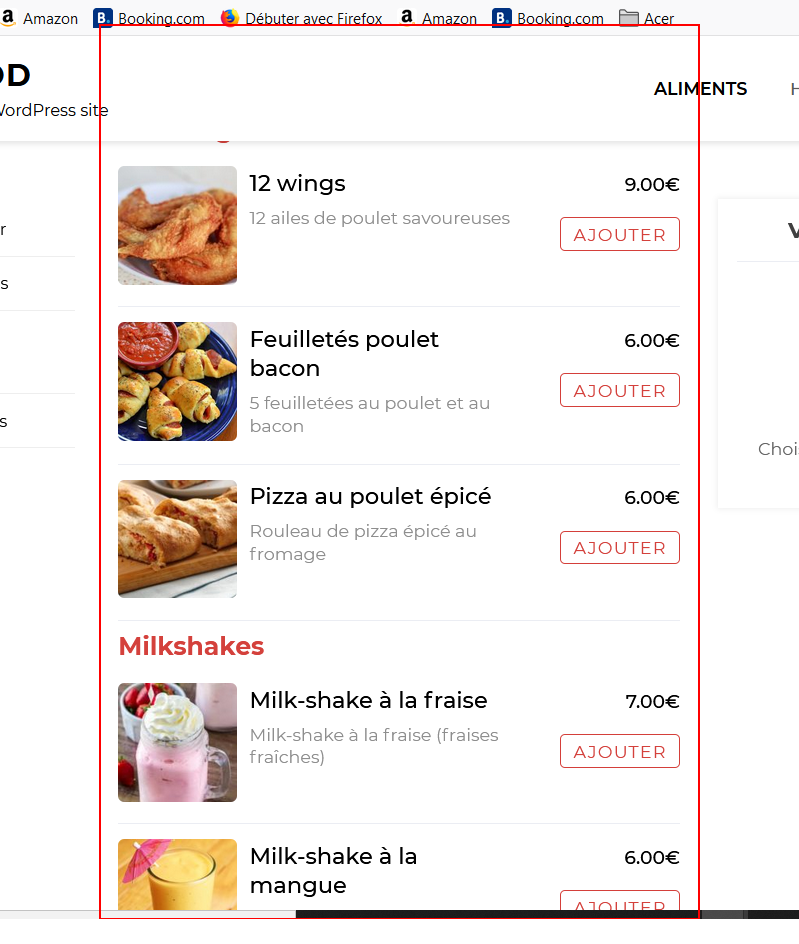 Amazon Booking.com Débuter avec Firefox Amazon Booking.com Acer
OD
WordPress site
ALIMENTS H
12 wings 9.00€
12 ailes de poulet savoureuses
AJOUTER
r
s
Feuilletés poulet 6.00€
bacon
5 feuilletées au poulet et au
bacon
AJOUTER
s
Chois
Pizza au poulet épicé 6.00€
Rouleau de pizza épicé au
fromage
AJOUTER
Milkshakes
Milk-shake à la fraise 7.00€
Milk-shake à la fraise (fraises
fraîches)
AJOUTER
Milk-shake à la 6.00€
mangue
AJOUTER